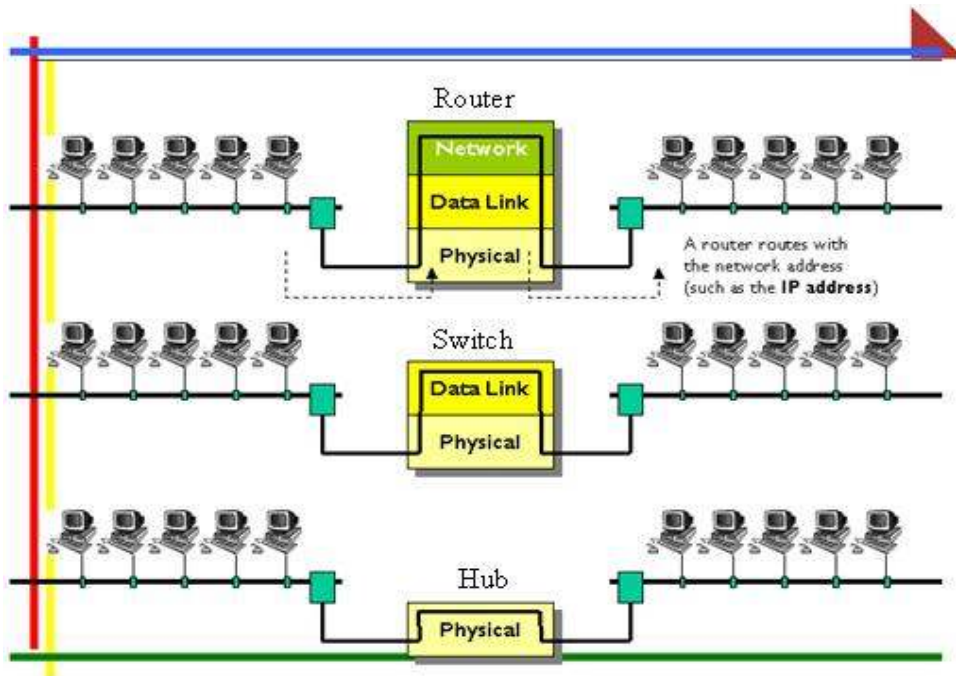 Router
Network
Data Link
Physical
A router routes with
the network address
(such as the IP address)
Switch
Data Link
Physical
Hub
Physical